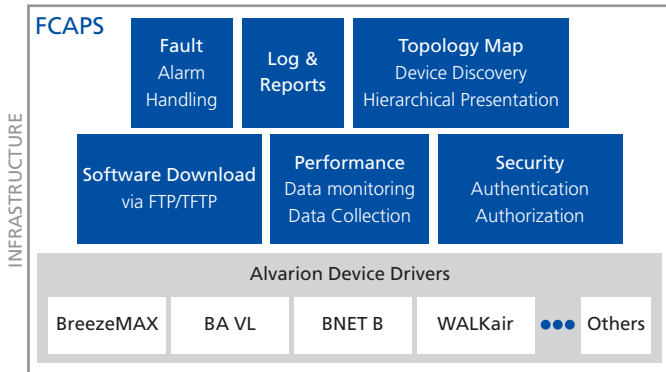 FCAPS
Fault
Alarm
Handling
Log &
Reports
Topology Map
Device Discovery
Hierarchical Presentation
Software Download
via FTP/TFTP
Performance
Data monitoring
Data Collection
Security
Authentication
Authorization
INFRASTRUCTURE
Alvarion Device Drivers
BreezeMAX
BA VL
BNET B
WALKair
Others